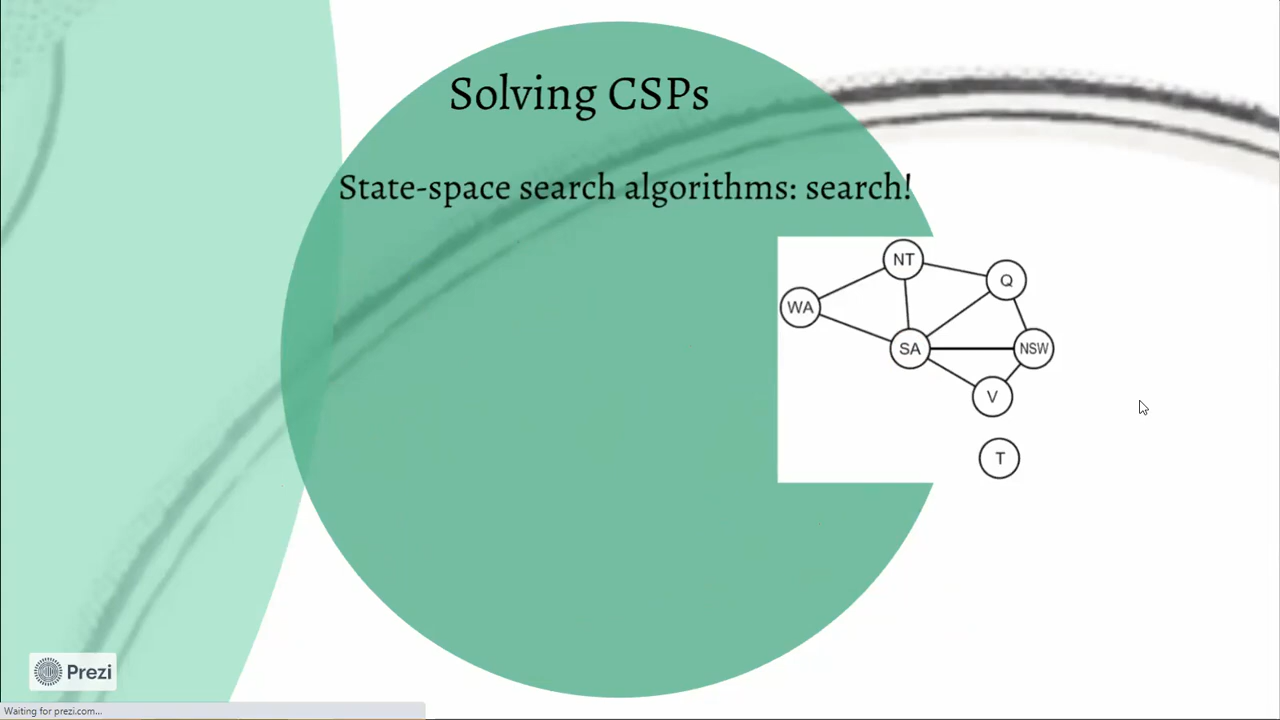 Solving CSPs
State-space search algorithms: search!
NT
Q
WA
SA
NSW
V
T
Prezi
Waiting for prezi.com...